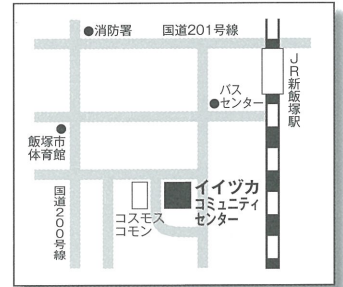 消防署
国道201号線
JR新飯塚駅
バス
センター
飯塚市
体育館
国道200号線
イイヅカ
コミュニティ
センター
コスモス
コモン